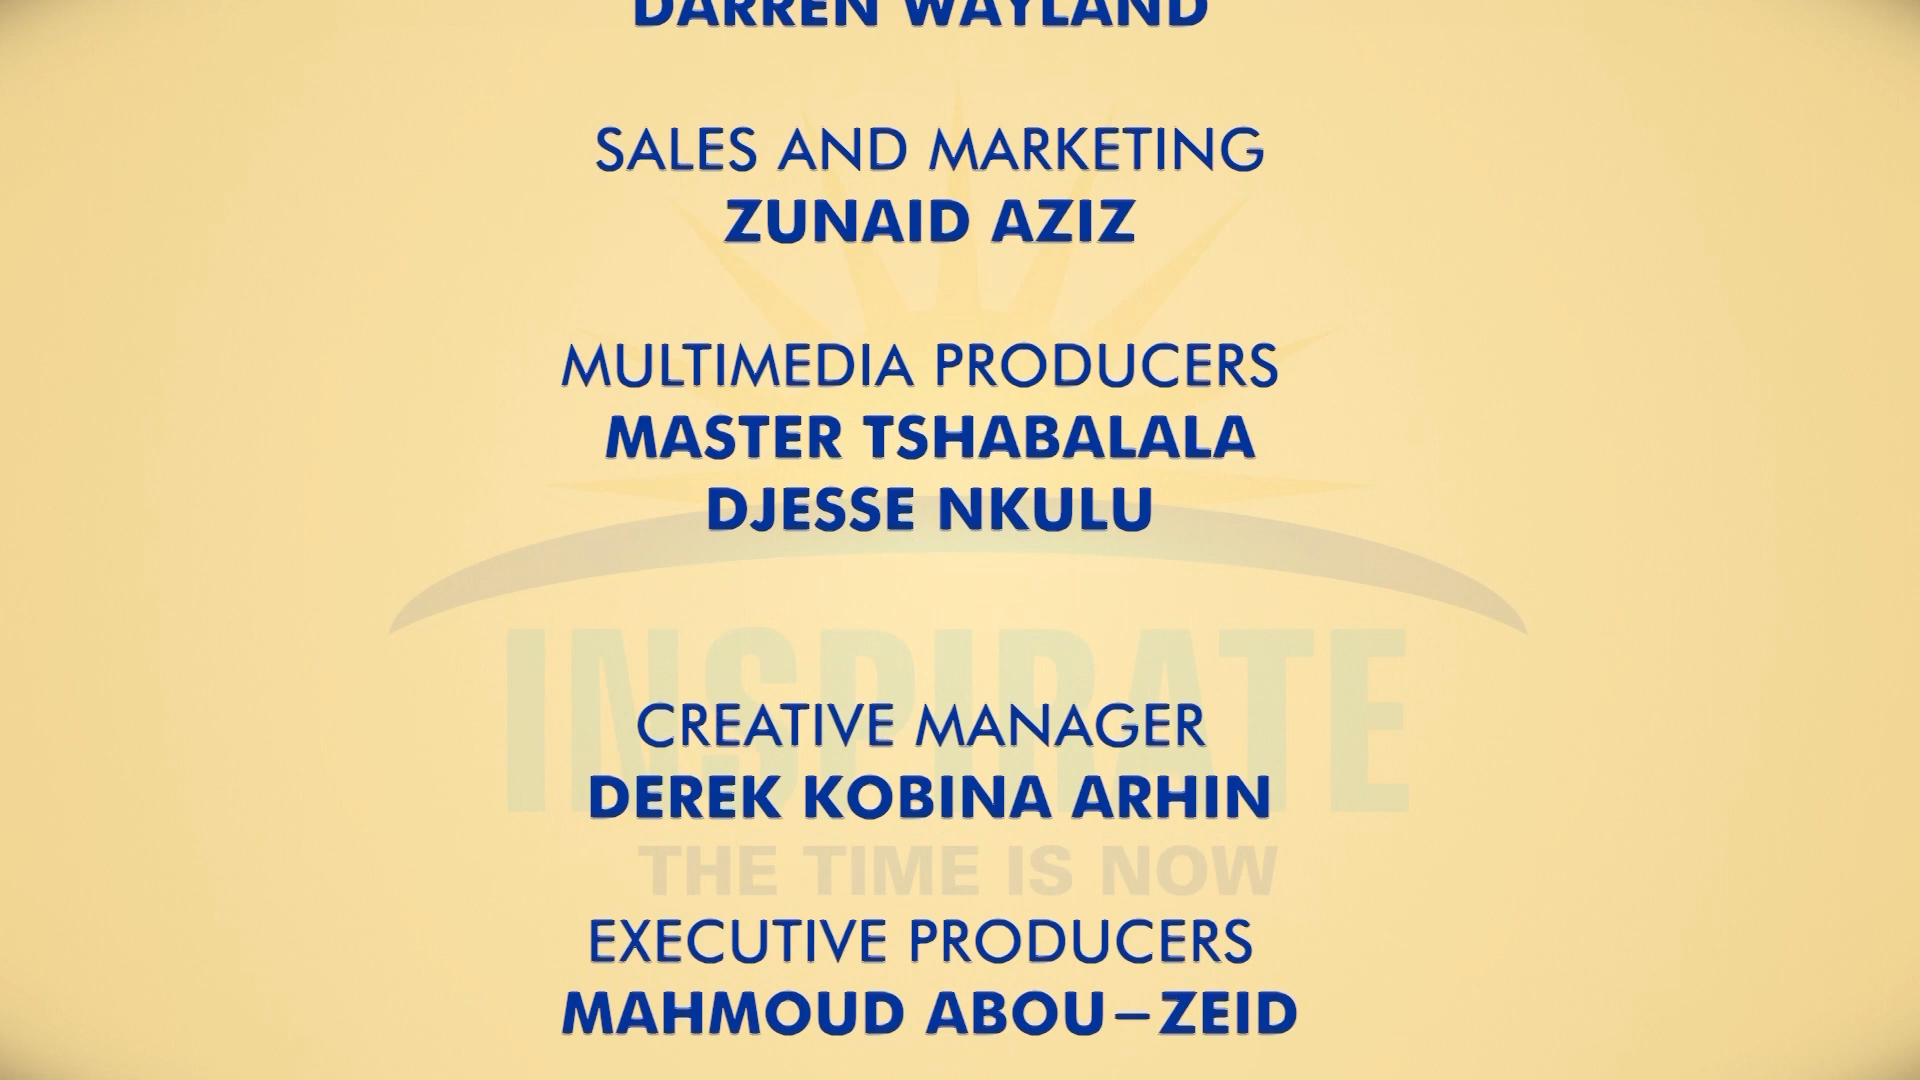 DARREN WAYLAND
SALES AND MARKETING
ZUNAID AZIZ
MULTIMEDIA PRODUCERS
MASTER TSHABALALA
DJESSE NKULU
INSPIRATE
CREATIVE MANAGER
DEREK KOBINA ARHIN
THE TIME IS NOW
EXECUTIVE PRODUCERS
MAHMOUD ABOU–ZEID